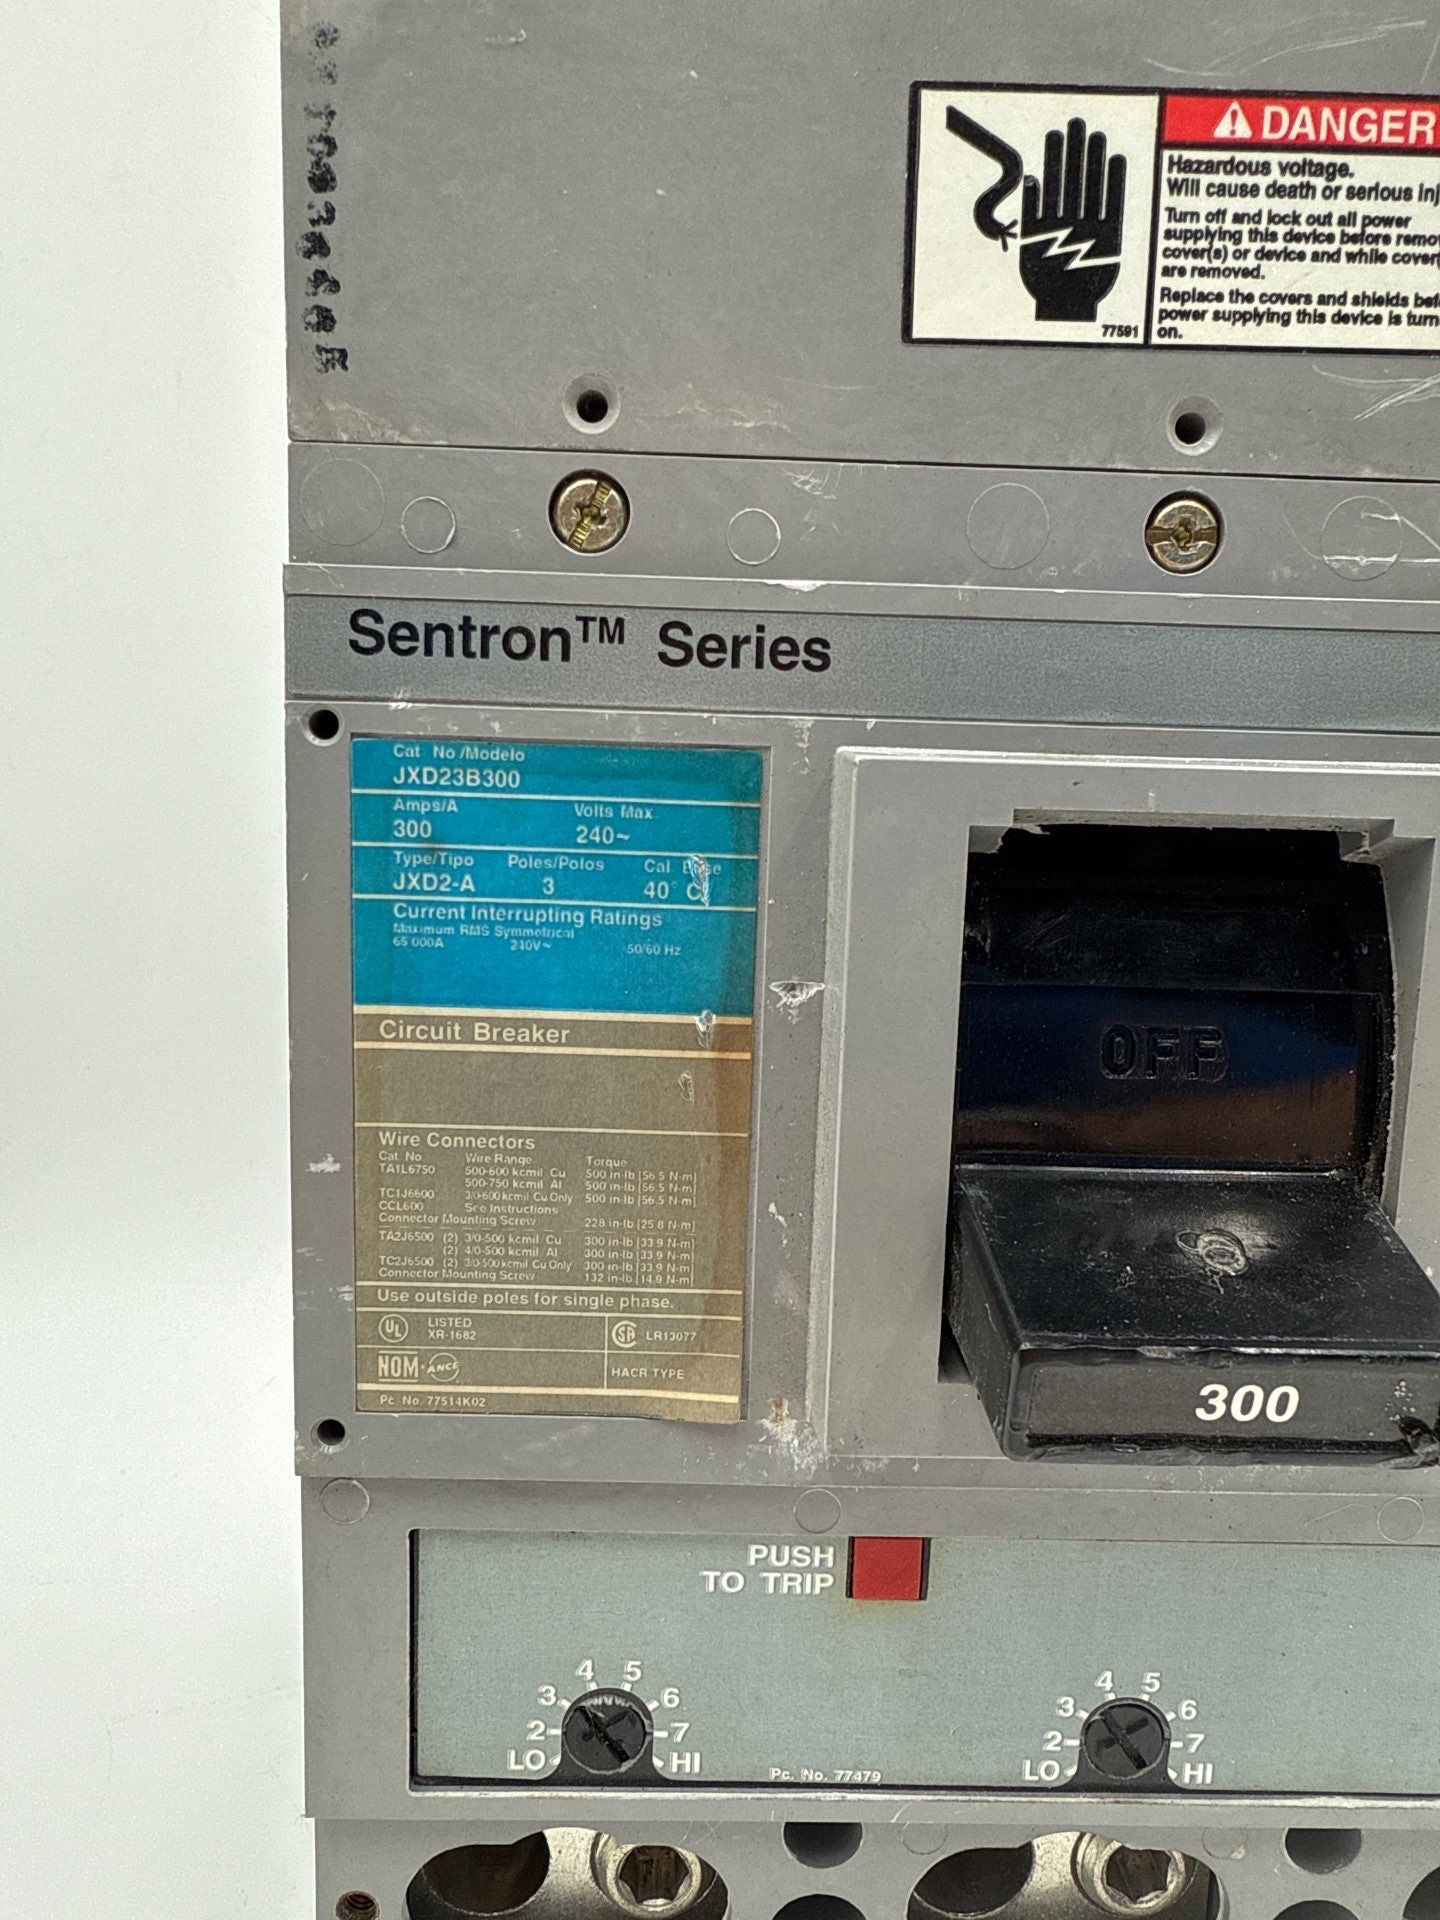 DANGER
Hazardous voltage.
Will cause death or serious inj
Turn off and lock out all power
supplying this device before remo
cover(s) or device and while cover(
are removed.
Replace the covers and shields bef
power supplying this device is turn
on.
77591
Sentron™ Series
Cat No /Modelo
JXD23B300
Amps/A Volts Max
300 240~
Type/Tipo Poles/Polos Cal Base
JXD2-A 3 40° C
Current Interrupting Ratings
Maximum RMS Symmetrical
65 000A 240V~ 50/60 Hz
Circuit Breaker
Wire Connectors
Cat. No Wire Range Torque
TA1L6750 500-600 kcmil Cu 500 in-lb [56.5 N-m]
500-750 kcmil Al 500 in-lb [56.5 N-m]
TC1J6600 3/0-600 kcmil Cu Only 500 in-lb [56.5 N-m]
CCL600 See Instructions
Connector Mounting Screw 228 in-lb [25.8 N-m]
TA2J6500 (2) 3/0-500 kcmil Cu 300 in-lb [33.9 N-m]
(2) 4/0-500 kcmil Al 300 in-lb [33.9 N-m]
TC2J6500 (2) 3/0-500 kcmil Cu Only 300 in-lb [33.9 N-m]
Connector Mounting Screw 132 in-lb [14.9 N-m]
Use outside poles for single phase.
UL LISTED
XR-1682
SA LR13077
NOM-ANCE HACR TYPE
Pc. No. 77514K02
OFF
300
PUSH
TO TRIP
LO 2 3 4 5 6 7 HI
Pc. No. 77479
LO 2 3 4 5 6 7 HI